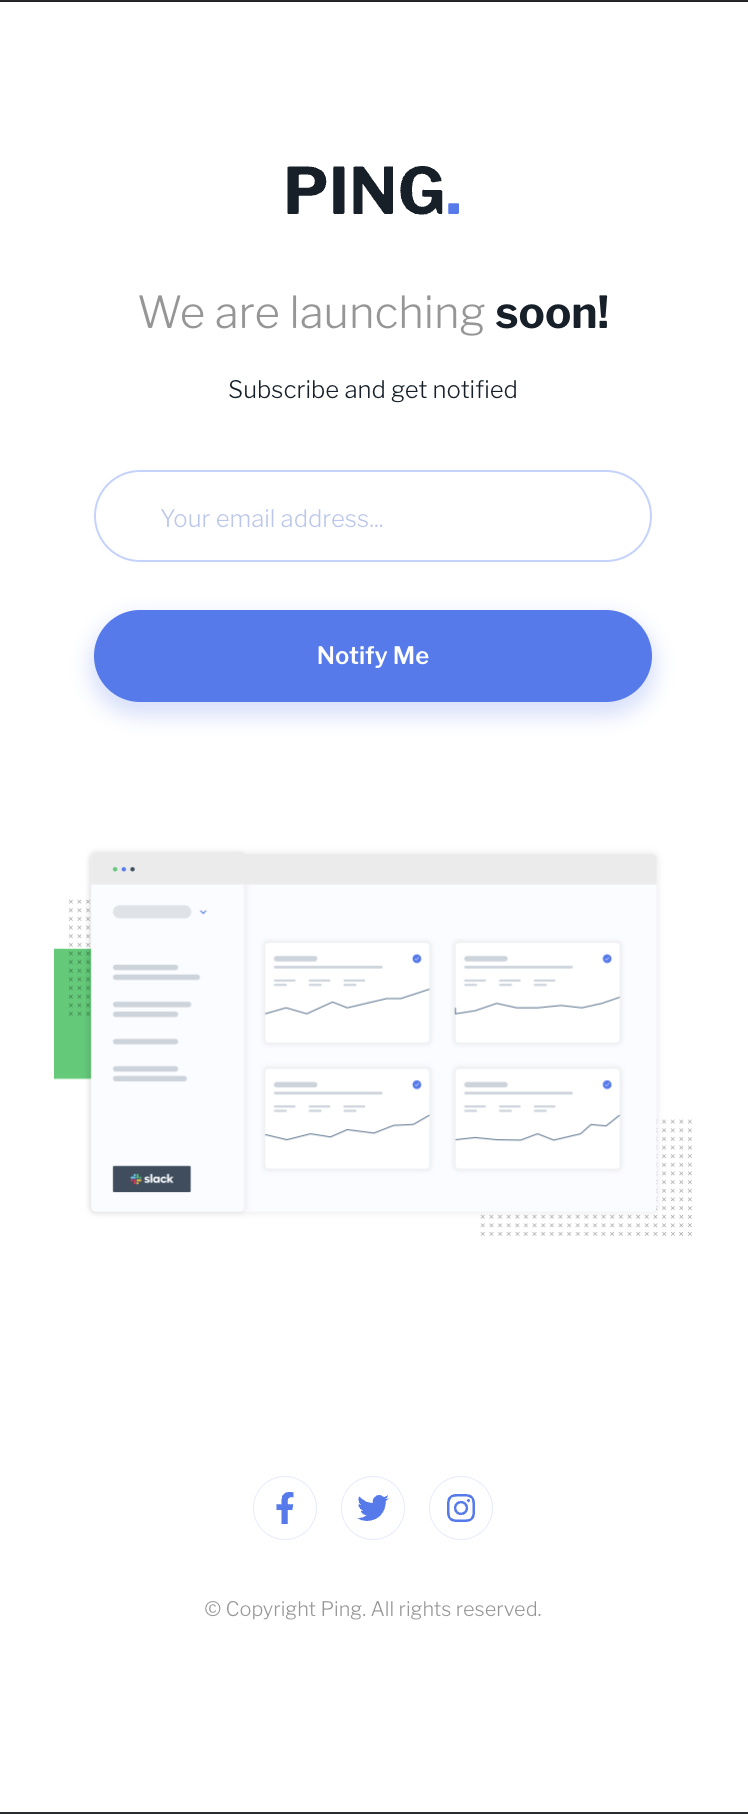 PING.
We are launching soon!
Subscribe and get notified
Your email address...
Notify Me
slack
© Copyright Ping. All rights reserved.